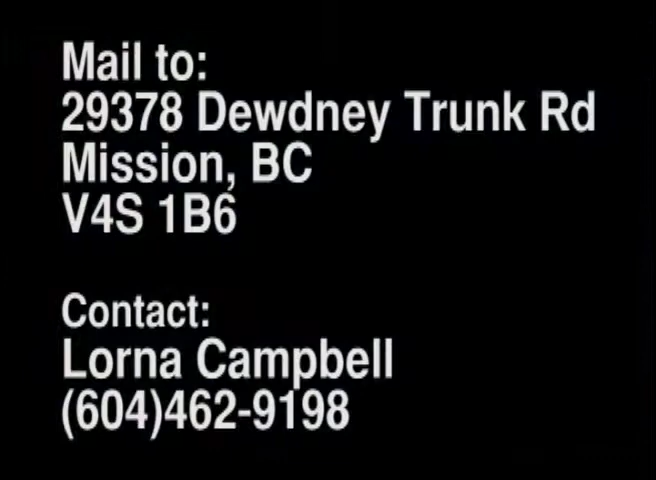 Mail to:
29378 Dewdney Trunk Rd
Mission, BC
V4S 1B6
Contact:
Lorna Campbell
(604)462-9198